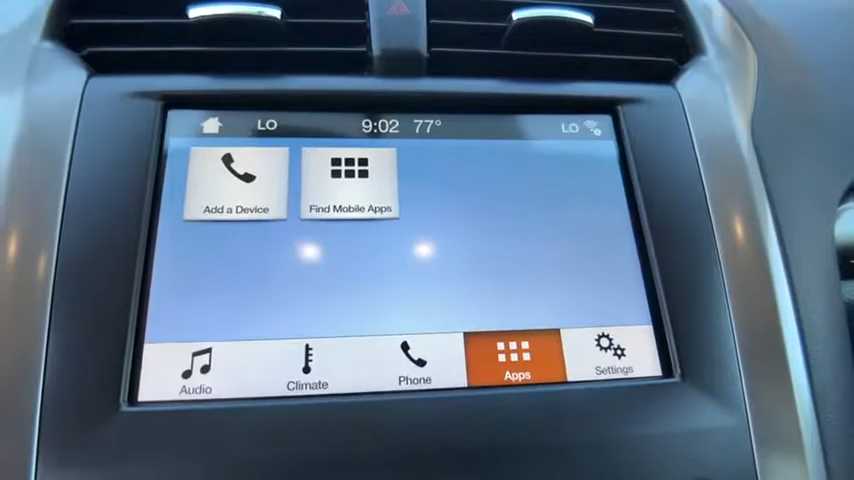 LO 9:02 77° LO
Add a Device Find Mobile Apps
Audio Climate Phone Apps Settings